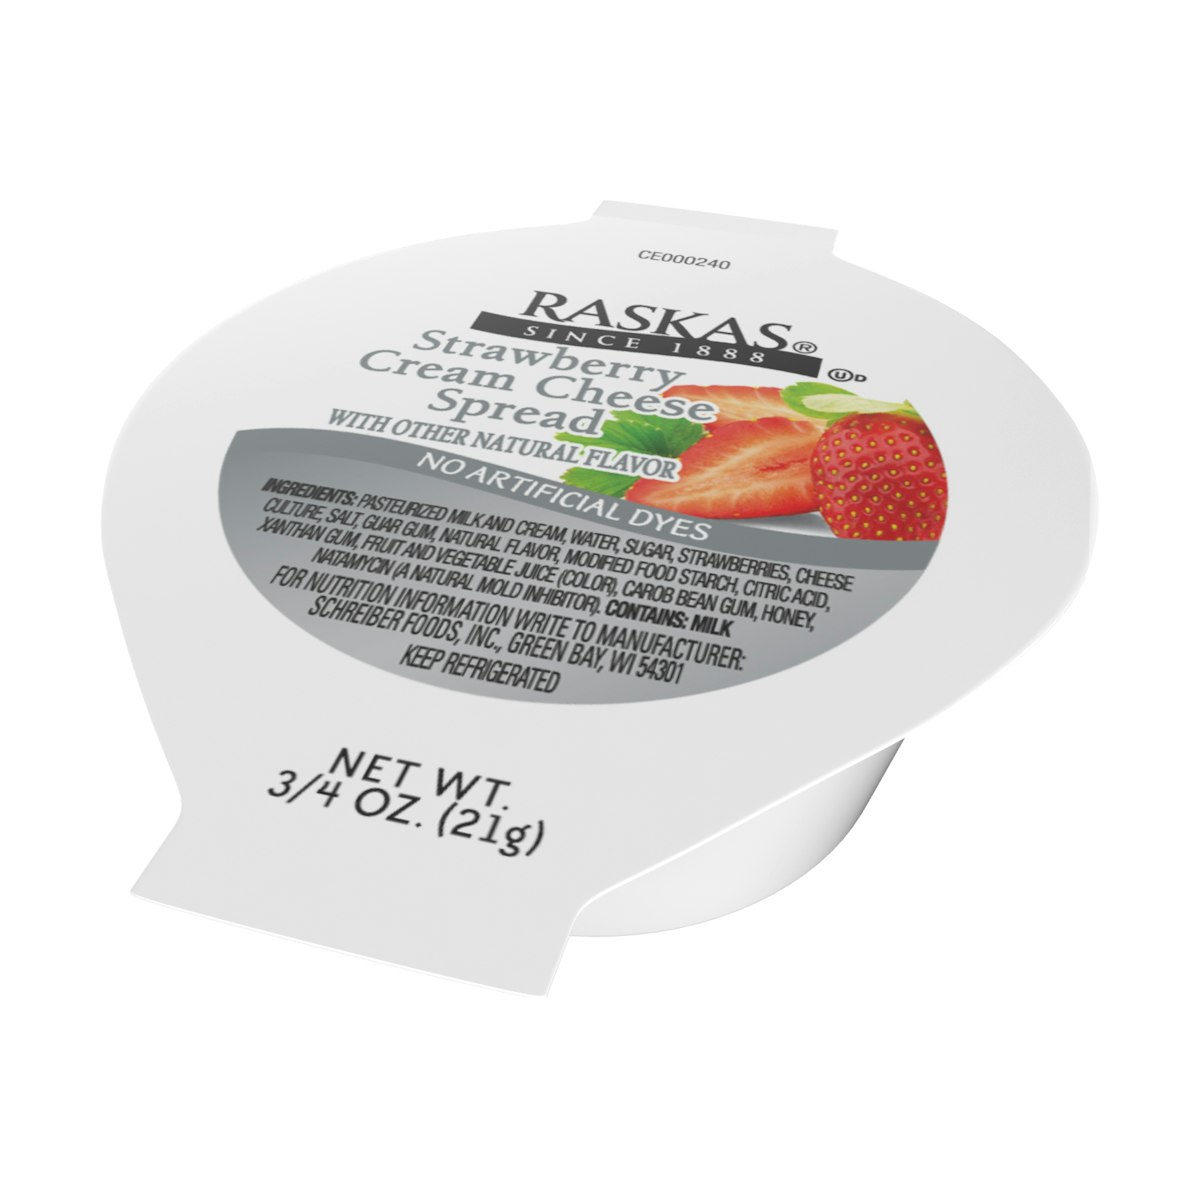 CE000240
RASKAS®
SINCE 1888
Strawberry
Cream Cheese
Spread
UD
WITH OTHER NATURAL FLAVOR
NO ARTIFICIAL DYES
INGREDIENTS: PASTEURIZED MILK AND CREAM, WATER, SUGAR, STRAWBERRIES, CHEESE
CULTURE, SALT, GUAR GUM, NATURAL FLAVOR, MODIFIED FOOD STARCH, CITRIC ACID,
XANTHAN GUM, FRUIT AND VEGETABLE JUICE (COLOR), CAROB BEAN GUM, HONEY,
NATAMYCIN (A NATURAL MOLD INHIBITOR). CONTAINS: MILK
FOR NUTRITION INFORMATION WRITE TO MANUFACTURER:
SCHREIBER FOODS, INC., GREEN BAY, WI 54301
KEEP REFRIGERATED
NET WT.
3/4 OZ. (21g)